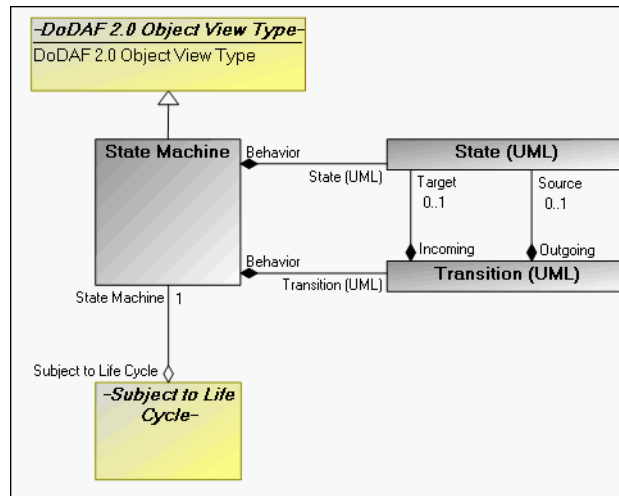 -DoDAF 2.0 Object View Type-
DoDAF 2.0 Object View Type
State Machine
Behavior
State (UML)
State (UML)
Target
Source
0..1
0..1
Incoming
Outgoing
Behavior
Transition (UML)
Transition (UML)
State Machine
1
Subject to Life Cycle
-Subject to Life
Cycle-